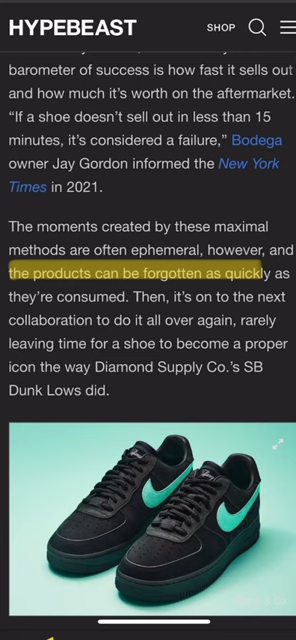 HYPEBEAST
SHOP
barometer of success is how fast it sells out
and how much it’s worth on the aftermarket.
“If a shoe doesn’t sell out in less than 15
minutes, it’s considered a failure,” Bodega
owner Jay Gordon informed the New York
Times in 2021.
The moments created by these maximal
methods are often ephemeral, however, and
the products can be forgotten as quickly as
they’re consumed. Then, it’s on to the next
collaboration to do it all over again, rarely
leaving time for a shoe to become a proper
icon the way Diamond Supply Co.’s SB
Dunk Lows did.